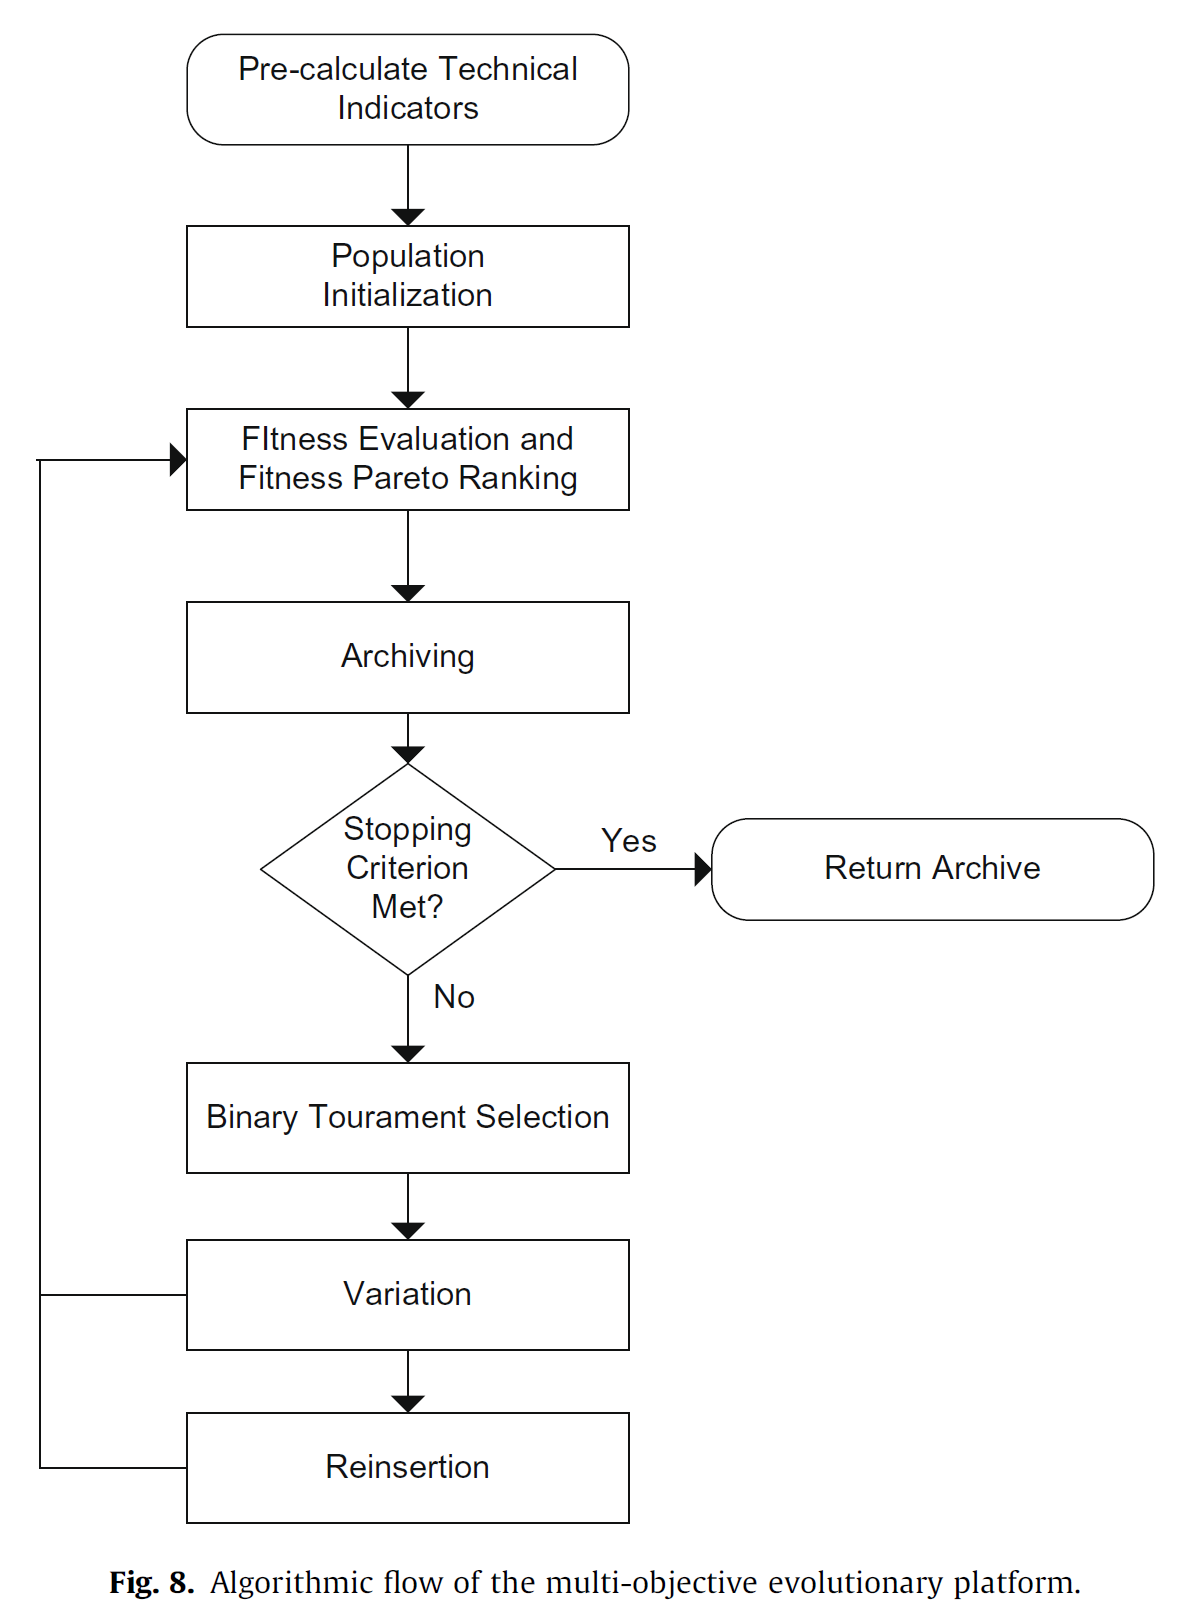 Pre-calculate Technical
Indicators
Population
Initialization
FItness Evaluation and
Fitness Pareto Ranking
Archiving
Stopping
Criterion
Met?
Yes
Return Archive
No
Binary Tourament Selection
Variation
Reinsertion
Fig. 8. Algorithmic flow of the multi-objective evolutionary platform.